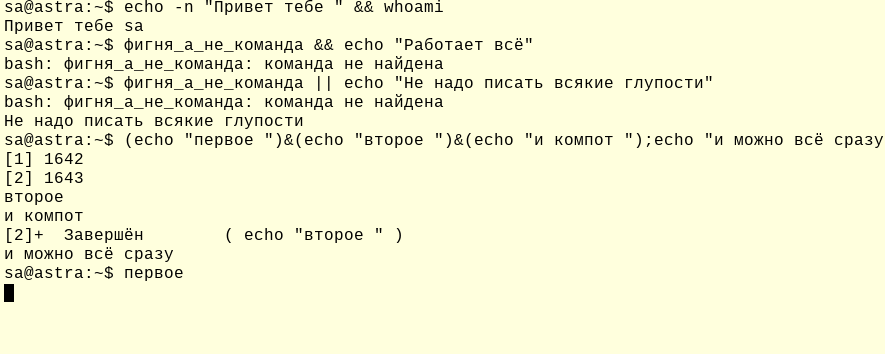 sa@astra:~$ echo -n "Привет тебе " && whoami
Привет тебе sa
sa@astra:~$ фигня_а_не_команда && echo "Работает всё"
bash: фигня_а_не_команда: команда не найдена
sa@astra:~$ фигня_а_не_команда || echo "Не надо писать всякие глупости"
bash: фигня_а_не_команда: команда не найдена
Не надо писать всякие глупости
sa@astra:~$ (echo "первое ")&(echo "второе ")&(echo "и компот ");echo "и можно всё сразу
[1] 1642
[2] 1643
второе
и компот
[2]+  Завершён        ( echo "второе " )
и можно всё сразу
sa@astra:~$ первое